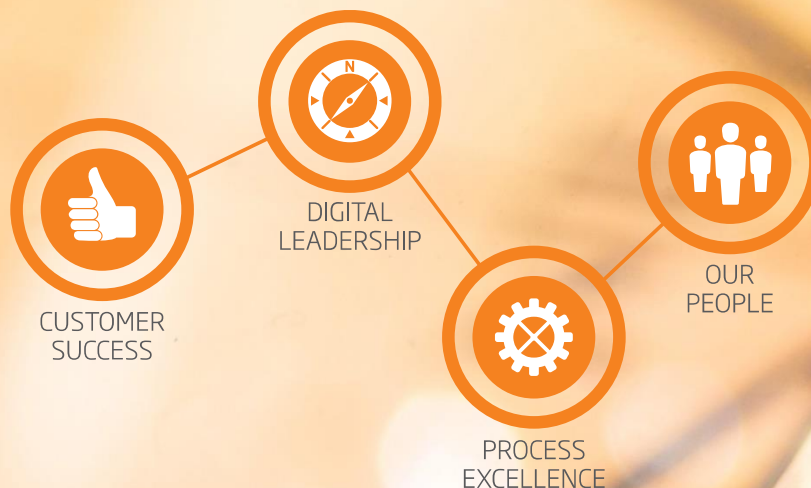 CUSTOMER
SUCCESS
N
DIGITAL
LEADERSHIP
PROCESS
EXCELLENCE
OUR
PEOPLE